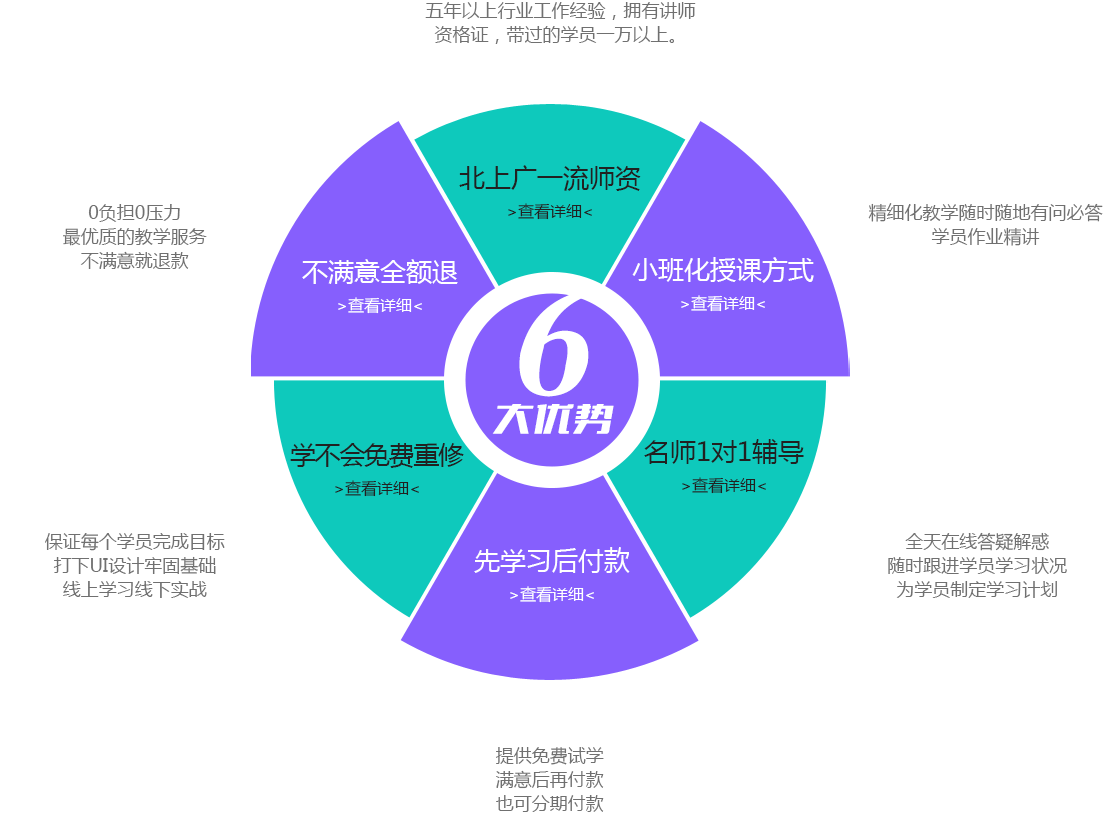 五年以上行业工作经验，拥有讲师
资格证，带过的学员一万以上。
北上广一流师资
>查看详细<
0负担0压力
最优质的教学服务
不满意就退款
不满意全额退
>查看详细<
小班化授课方式
>查看详细<
精细化教学随时随地有问必答
学员作业精讲
6
大优势
学不会免费重修
>查看详细<
名师1对1辅导
>查看详细<
保证每个学员完成目标
打下UI设计牢固基础
线上学习线下实战
先学习后付款
>查看详细<
全天在线答疑解惑
随时跟进学员学习状况
为学员制定学习计划
提供免费试学
满意后再付款
也可分期付款